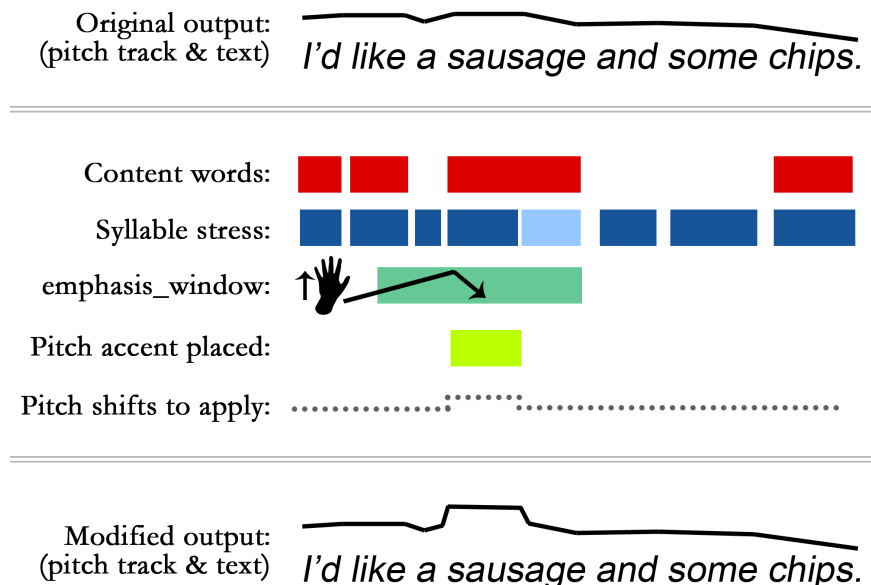 Original output:
(pitch track & text)
I'd like a sausage and some chips.
Content words:
Syllable stress:
emphasis_window:
Pitch accent placed:
Pitch shifts to apply:
Modified output:
(pitch track & text)
I'd like a sausage and some chips.